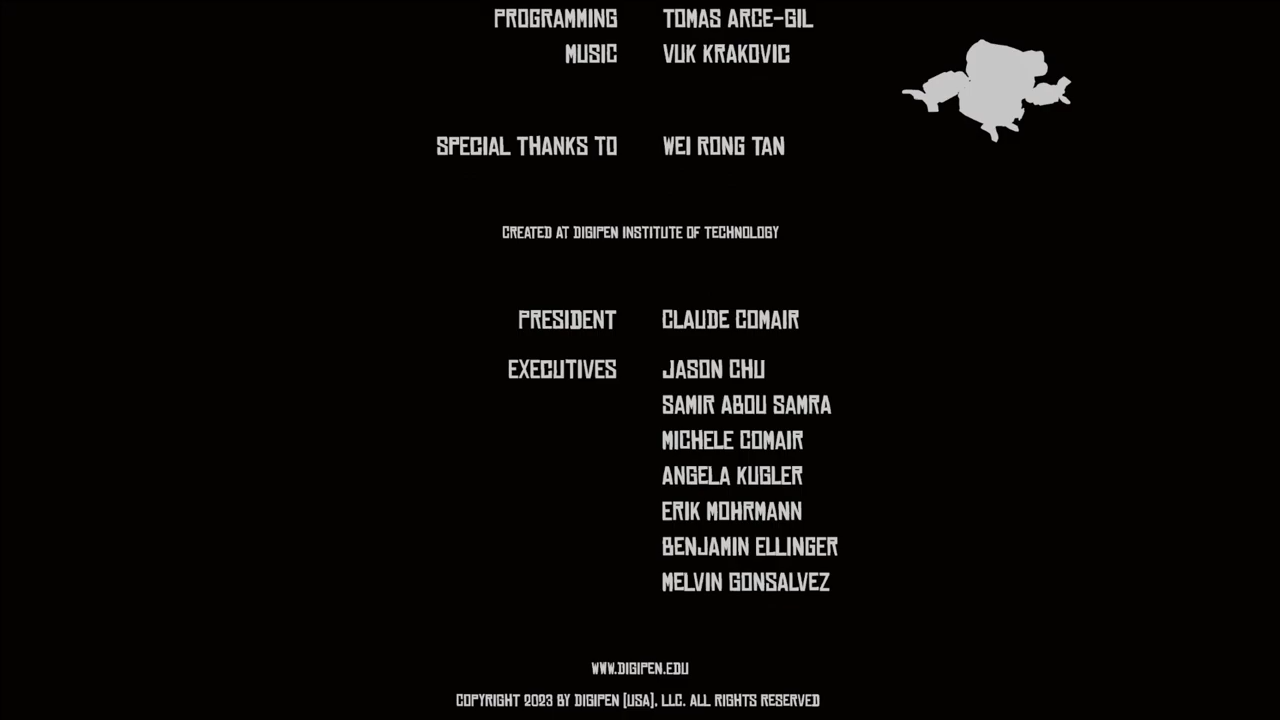 PROGRAMMING TOMAS ARCE-GIL
MUSIC VUK KRAKOVIC
SPECIAL THANKS TO WEI RONG TAN
CREATED AT DIGIPEN INSTITUTE OF TECHNOLOGY
PRESIDENT CLAUDE COMAIR
EXECUTIVES JASON CHU
SAMIR ABOU SAMRA
MICHELE COMAIR
ANGELA KUGLER
ERIK MOHRMANN
BENJAMIN ELLINGER
MELVIN GONSALVEZ
WWW.DIGIPEN.EDU
COPYRIGHT 2023 BY DIGIPEN (USA), LLC. ALL RIGHTS RESERVED